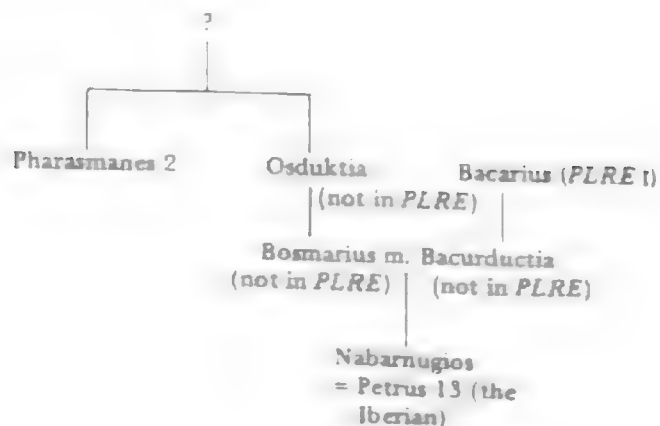 ?
Pharasmanes 2 Osduktia Bacarius (PLRE I)
(not in PLRE)
Bosmarius m. Bacurductia
(not in PLRE) (not in PLRE)
Nabarnugios
= Petrus 13 (the
Iberian)